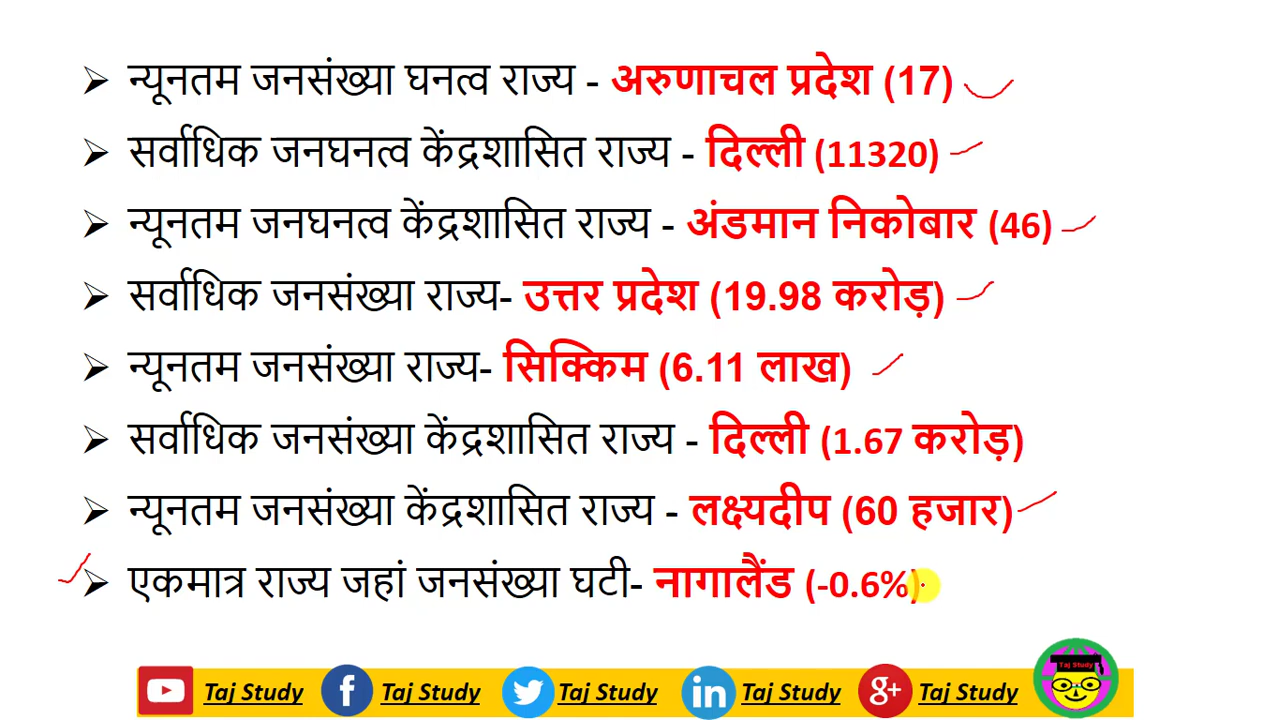 ➢ न्यूनतम जनसंख्या घनत्व राज्य - अरुणाचल प्रदेश (17)
➢ सर्वाधिक जनघनत्व केंद्रशासित राज्य - दिल्ली (11320)
➢ न्यूनतम जनघनत्व केंद्रशासित राज्य - अंडमान निकोबार (46)
➢ सर्वाधिक जनसंख्या राज्य- उत्तर प्रदेश (19.98 करोड़)
➢ न्यूनतम जनसंख्या राज्य- सिक्किम (6.11 लाख)
➢ सर्वाधिक जनसंख्या केंद्रशासित राज्य - दिल्ली (1.67 करोड़)
➢ न्यूनतम जनसंख्या केंद्रशासित राज्य - लक्ष्यदीप (60 हजार)
➢ एकमात्र राज्य जहां जनसंख्या घटी- नागालैंड (-0.6%)
Taj Study f Taj Study Taj Study in Taj Study g+ Taj Study Taj Study